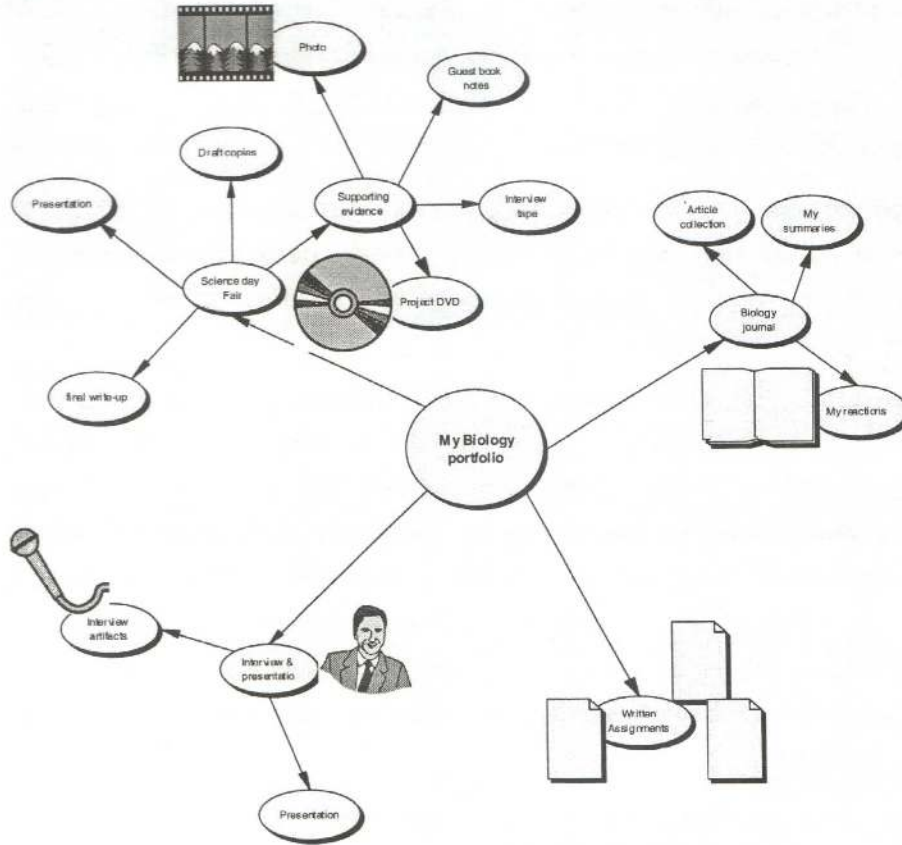 Photo
Guest book
notes
Draft copies
Presentation
Supporting
evidence
Interview
tape
Article
collection
My
summaries
Science day
Fair
Project DVD
Biology
journal
final write-up
My reactions
My Biology
portfolio
Interview
artifacts
Interview &
presentatio
Written
Assignments
Presentation